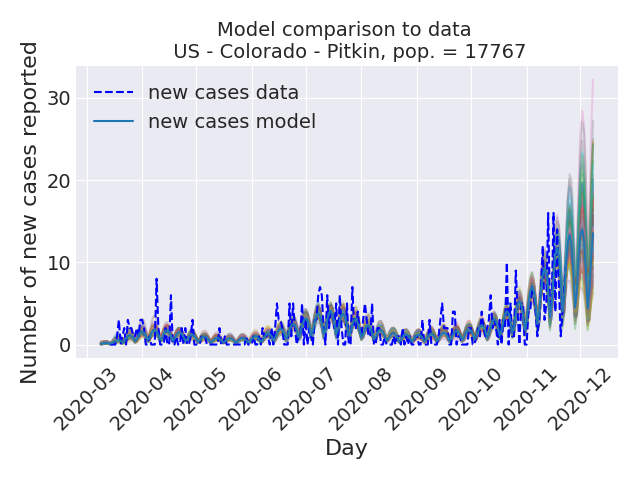 Model comparison to data
US - Colorado - Pitkin, pop. = 17767
Number of new cases reported
30
20
10
0
new cases data
new cases model
2020-03
2020-04
2020-05
2020-06
2020-07
2020-08
2020-09
2020-10
2020-11
2020-12
Day